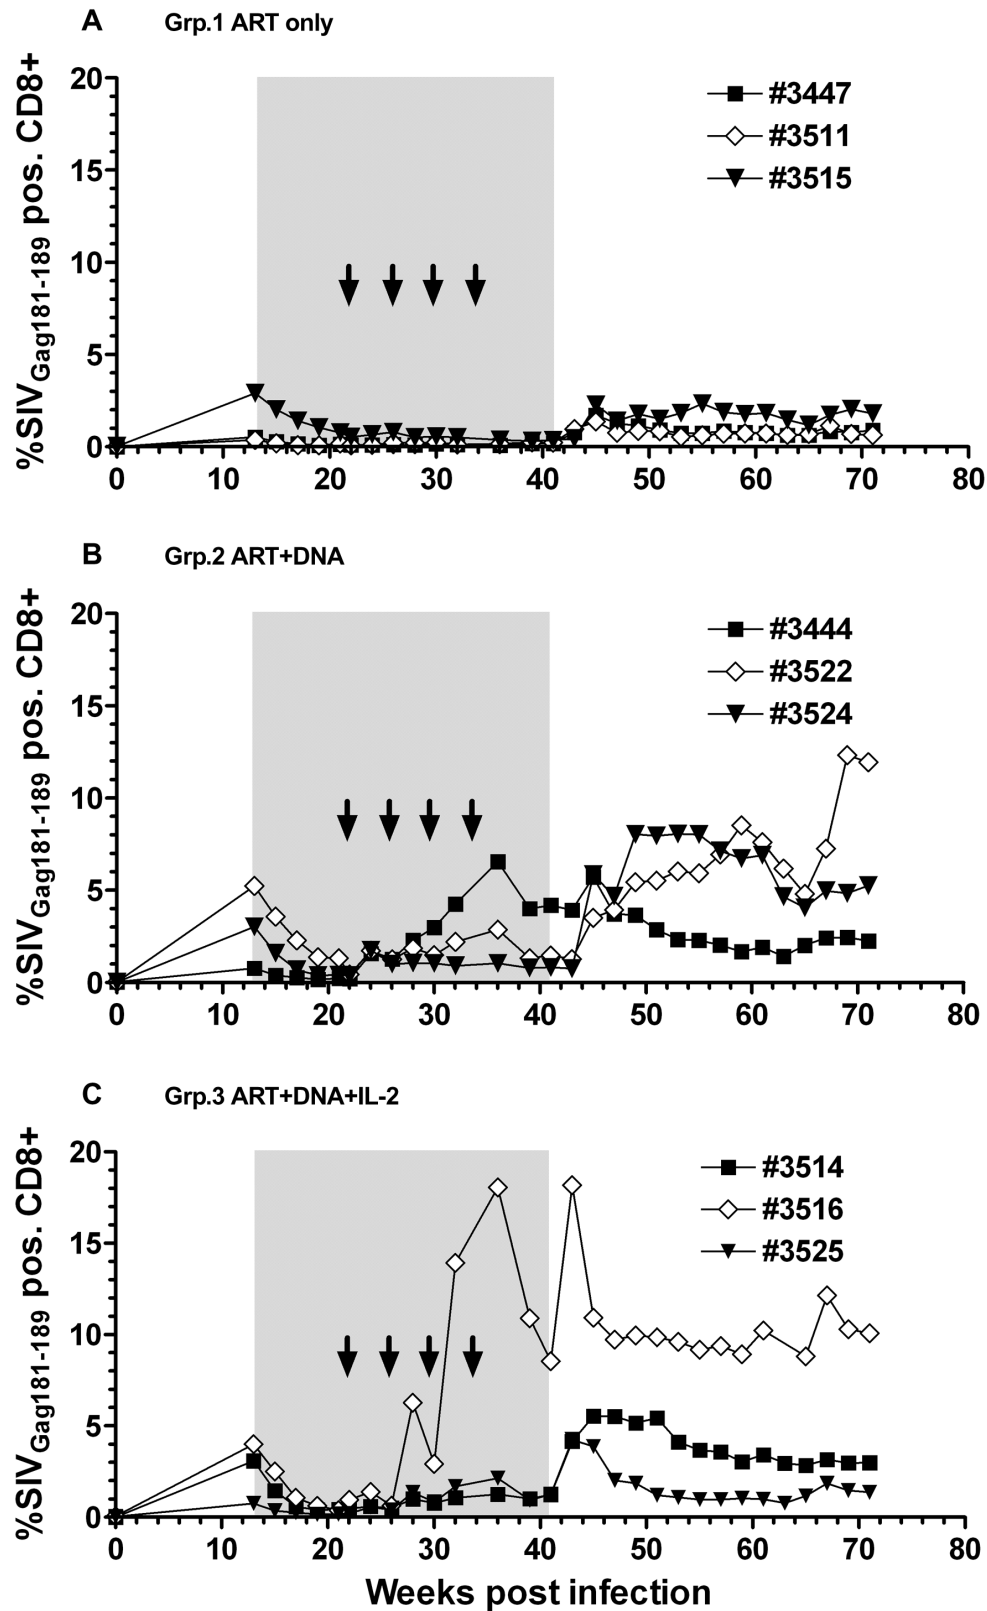 A Grp.1 ART only
%SIVGag181-189 pos. CD8+
20
15
10
5
0
0 10 20 30 40 50 60 70 80
#3447
#3511
#3515
B Grp.2 ART+DNA
%SIVGag181-189 pos. CD8+
20
15
10
5
0
0 10 20 30 40 50 60 70 80
#3444
#3522
#3524
C Grp.3 ART+DNA+IL-2
%SIVGag181-189 pos. CD8+
20
15
10
5
0
0 10 20 30 40 50 60 70 80
#3514
#3516
#3525
Weeks post infection